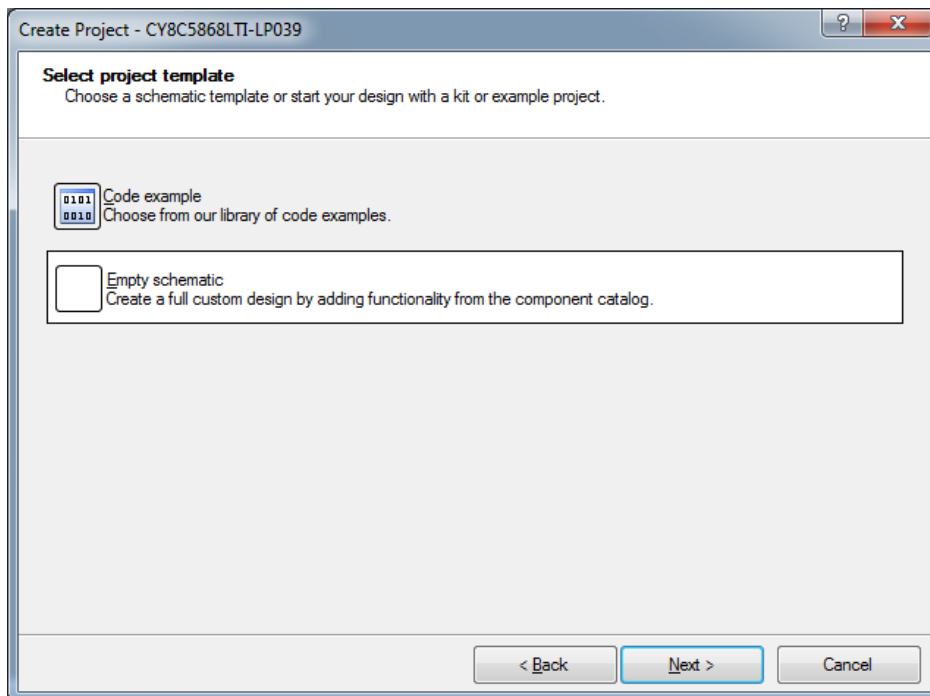 Create Project - CY8C5868LTI-LP039
?
X
Select project template
Choose a schematic template or start your design with a kit or example project.
0101
0010
Code example
Choose from our library of code examples.
Empty schematic
Create a full custom design by adding functionality from the component catalog.
< Back
Next >
Cancel